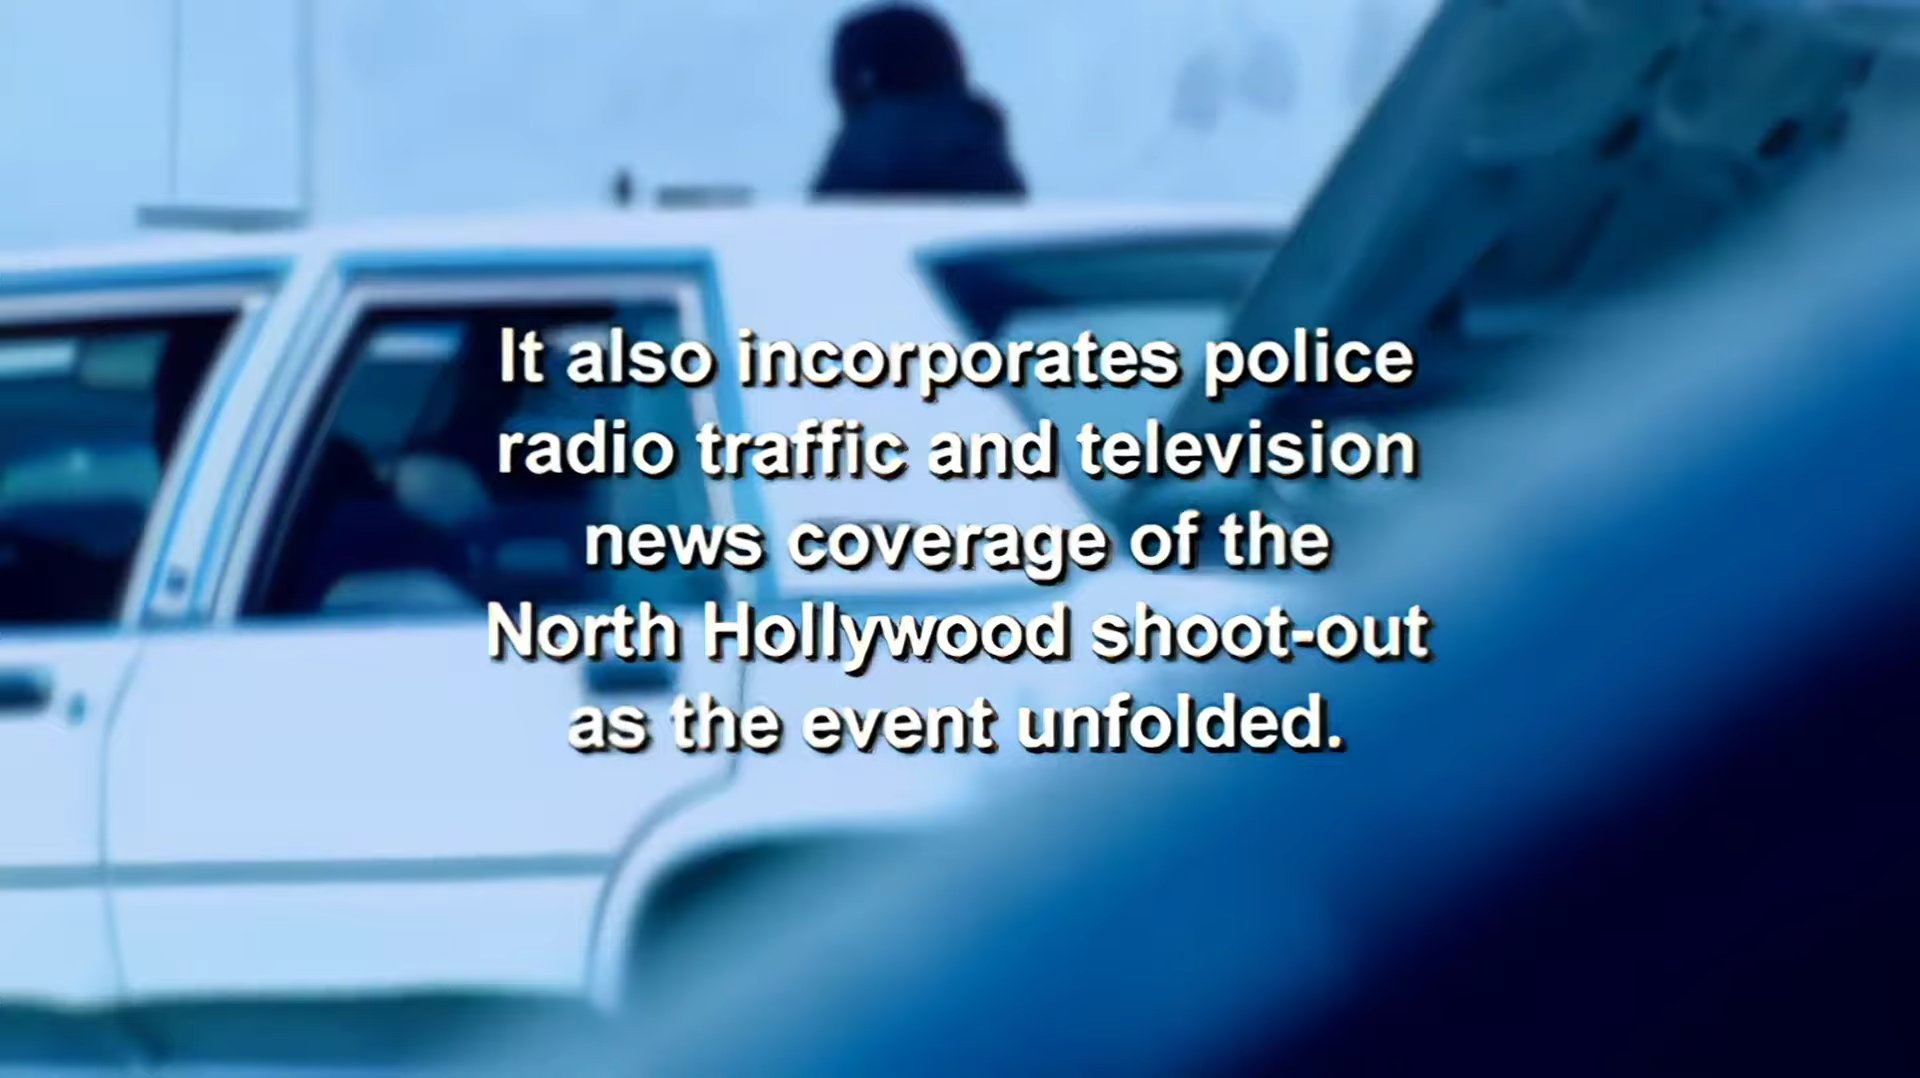 It also incorporates police
radio traffic and television
news coverage of the
North Hollywood shoot-out
as the event unfolded.